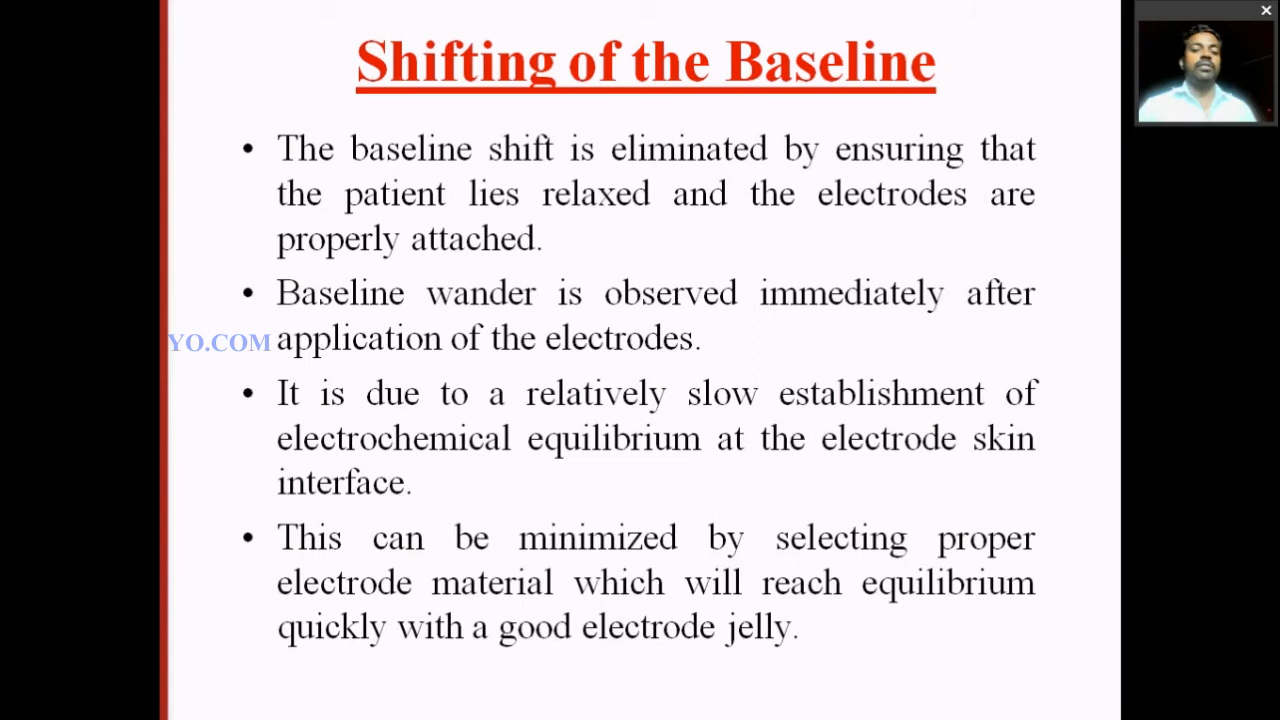 Shifting of the Baseline
• The baseline shift is eliminated by ensuring that
the patient lies relaxed and the electrodes are
properly attached.
• Baseline wander is observed immediately after
YO.COM application of the electrodes.
• It is due to a relatively slow establishment of
electrochemical equilibrium at the electrode skin
interface.
• This can be minimized by selecting proper
electrode material which will reach equilibrium
quickly with a good electrode jelly.